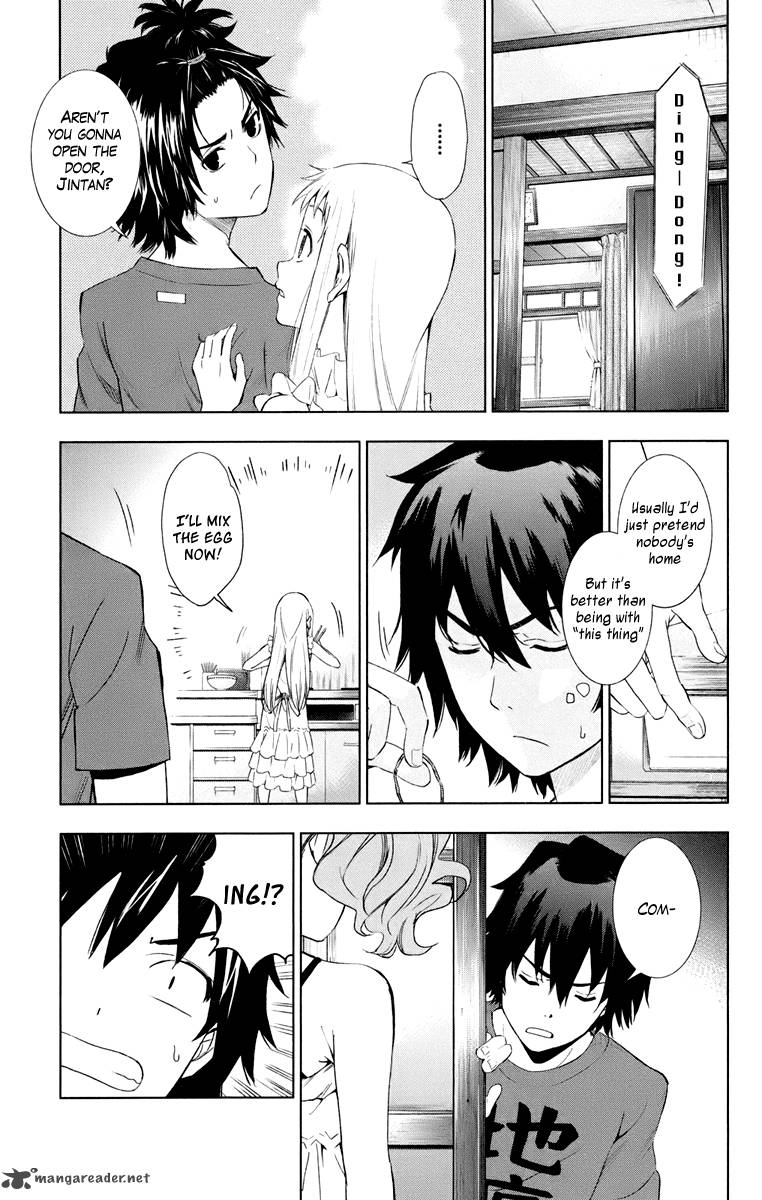 Ding-Dong!
........
AREN'T
YOU GONNA
OPEN THE
DOOR,
JINTAN?
Usually I'd
just pretend
nobody's
home
But it's
better than
being with
"this thing"
I'LL MIX
THE EGG
NOW!
COM-
ING!?
地
mangareader.net